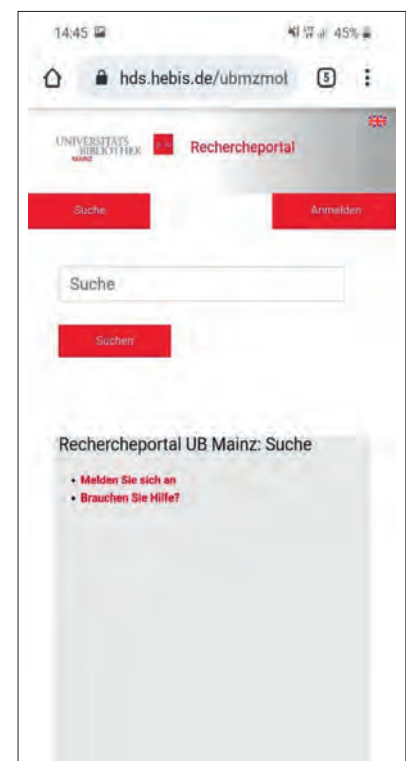 14:45 45%
hds.hebis.de/ubmzmol 5
UNIVERSITÄTS
BIBLIOTHEK
MAINZ
Rechercheportal
Suche Anmelden
Suche
Suchen
Rechercheportal UB Mainz: Suche
• Melden Sie sich an
• Brauchen Sie Hilfe?